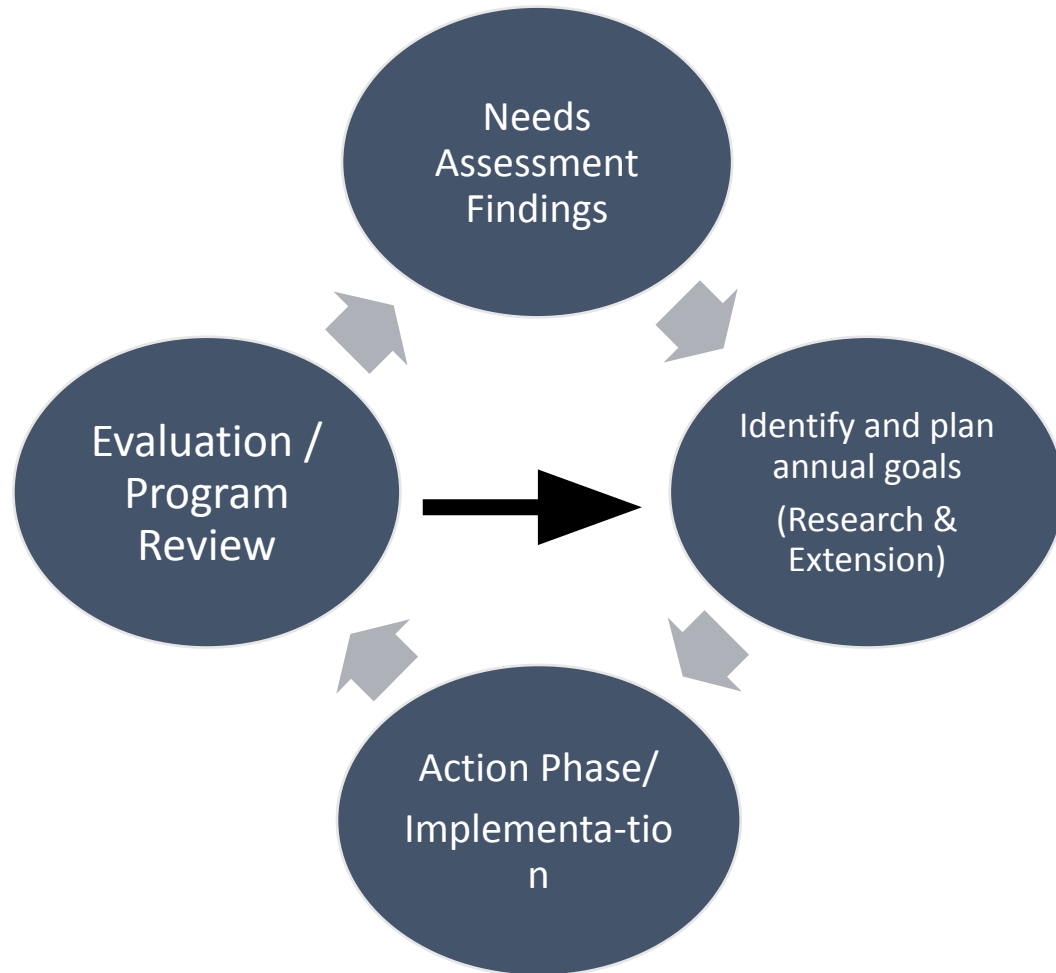 Needs
Assessment
Findings
Evaluation /
Program
Review
Identify and plan
annual goals
(Research &
Extension)
Action Phase/
Implementa-tio
n